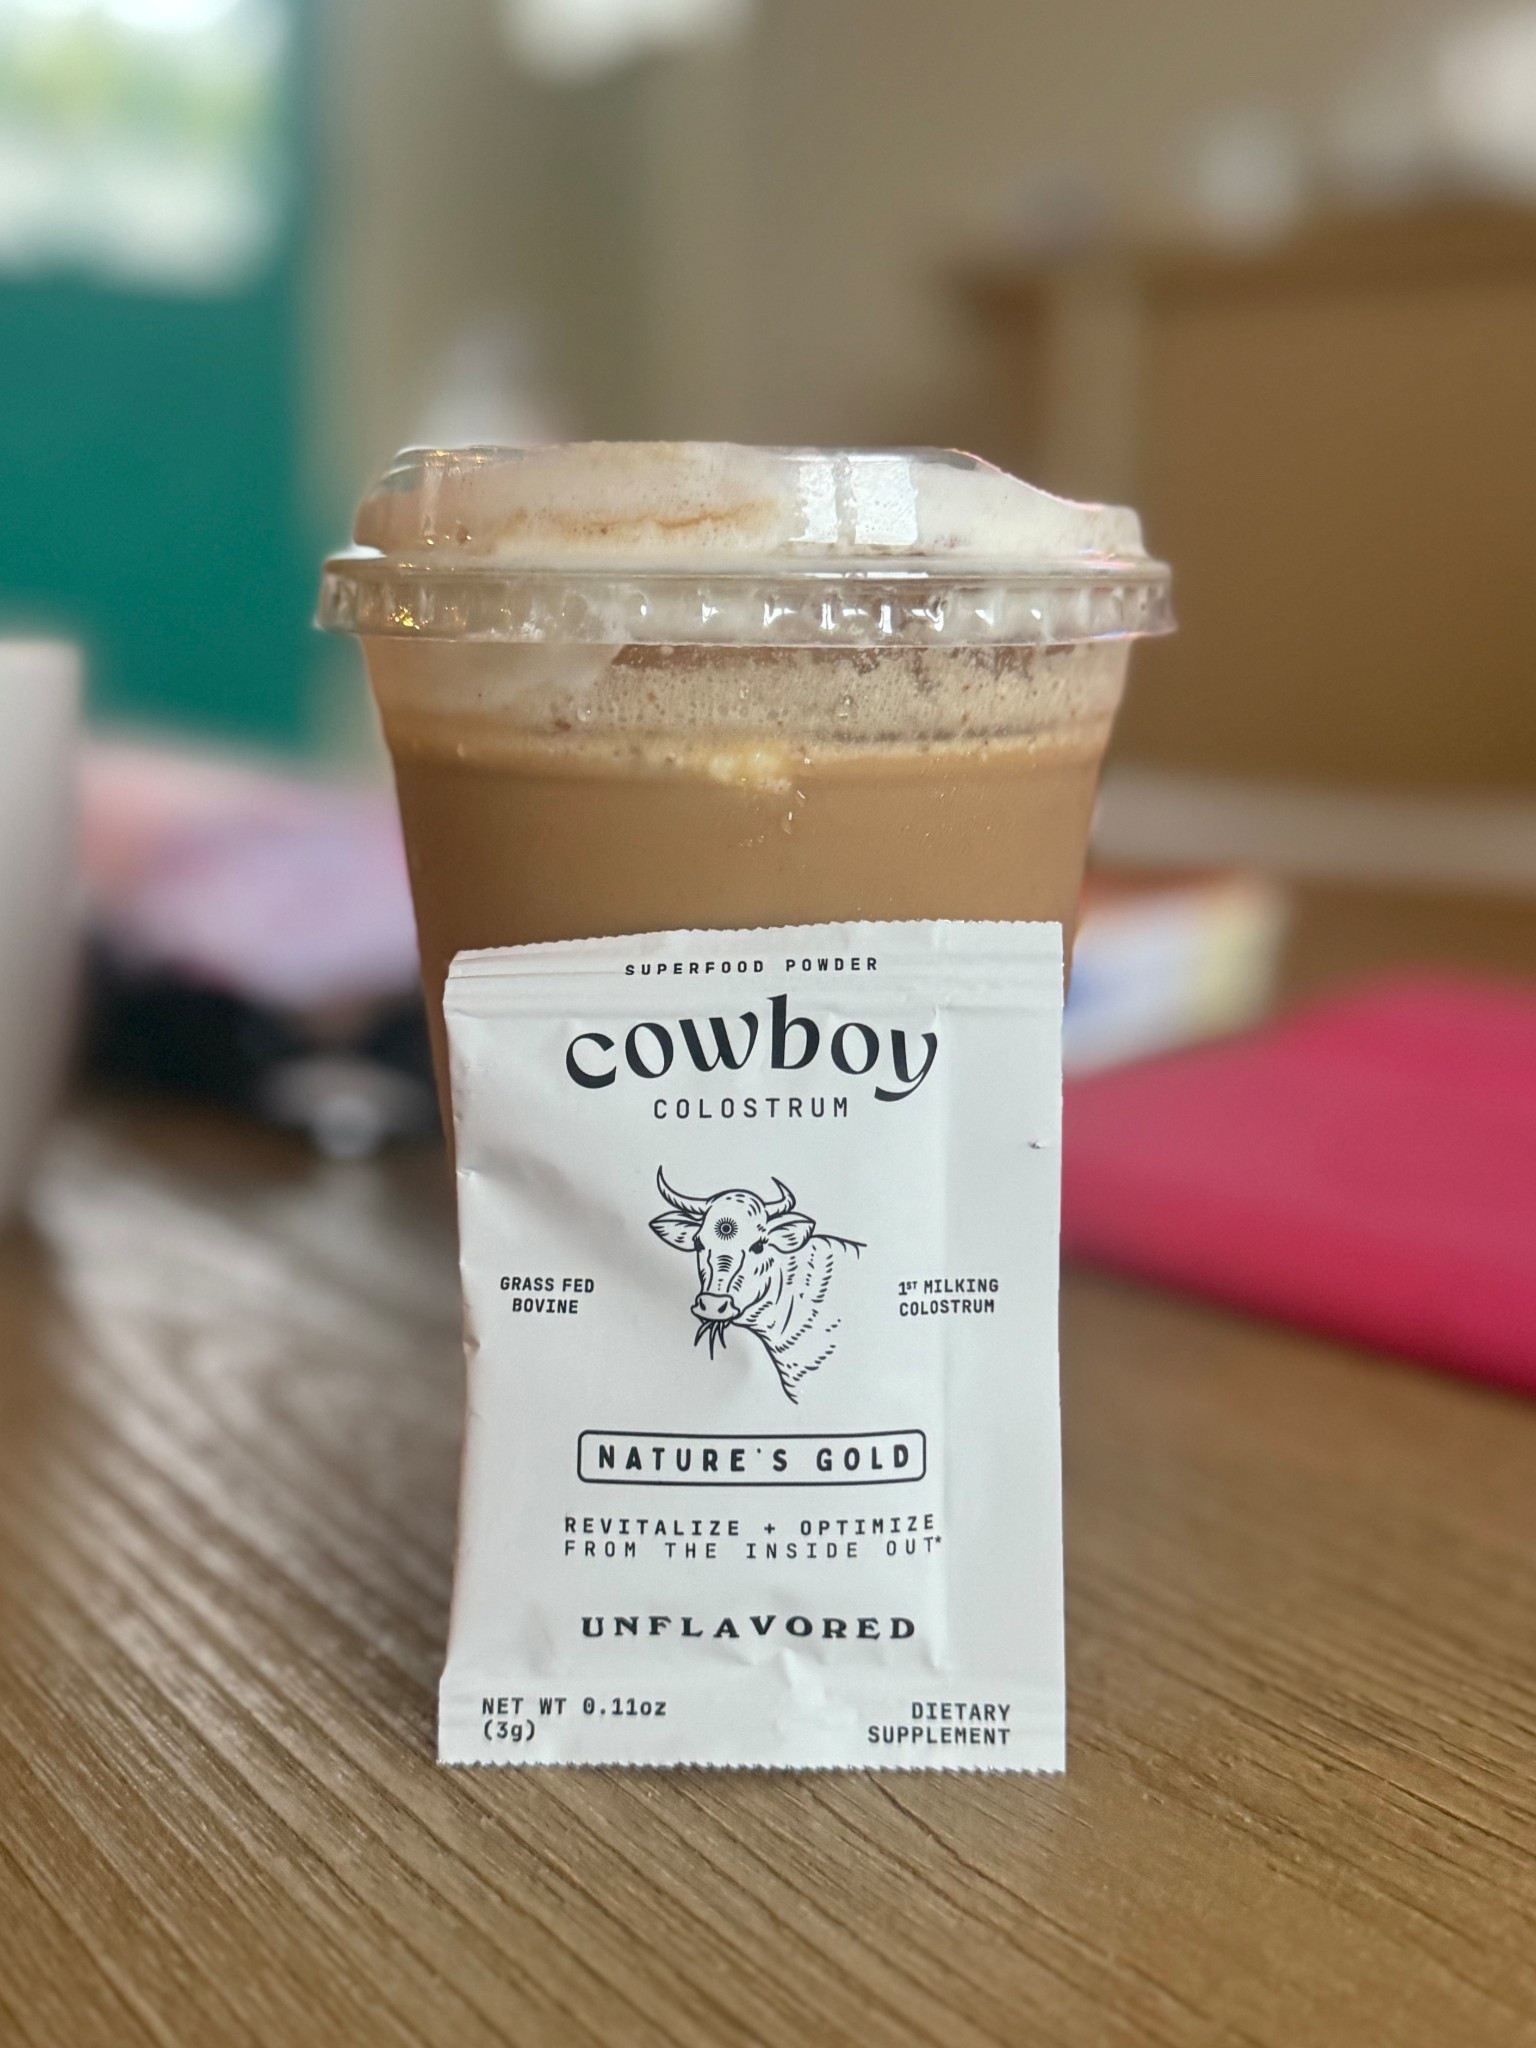 SUPERFOOD POWDER
cowboy
COLOSTRUM
GRASS FED
BOVINE
1ST MILKING
COLOSTRUM
NATURE'S GOLD
REVITALIZE + OPTIMIZE
FROM THE INSIDE OUT*
UNFLAVORED
NET WT 0.11oz
(3g)
DIETARY
SUPPLEMENT